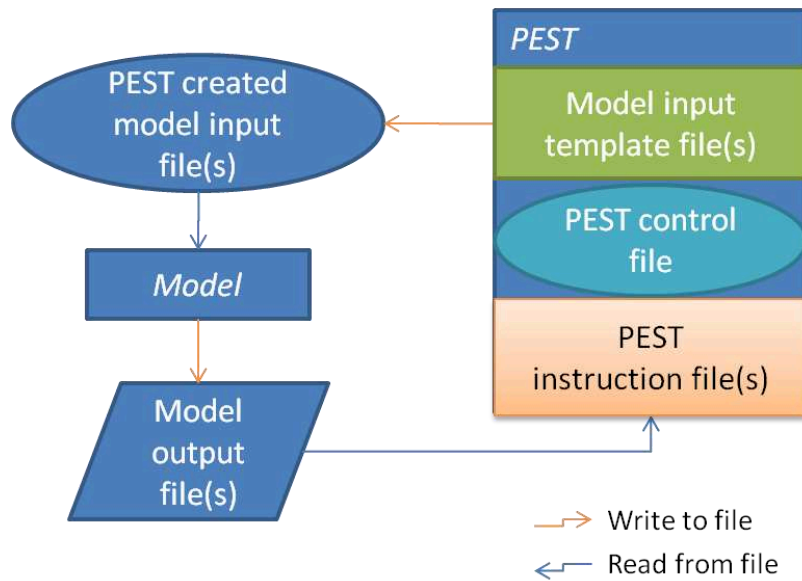 PEST created
model input
file(s)
Model
Model
output
file(s)
PEST
Model input
template file(s)
PEST control
file
PEST
instruction file(s)
Write to file
Read from file